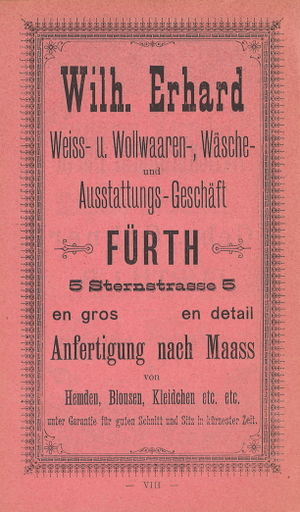 Wilh. Erhard
Weiss- u. Wollwaaren-, Wäsche-
und
Ausstattungs-Geschäft
FÜRTH
5 Sternstrasse 5
en gros en detail
Anfertigung nach Maass
von
Hemden, Blousen, Kleidchen etc. etc.
unter Garantie für guten Schnitt und Sitz in kürzester Zeit.
— VIII —